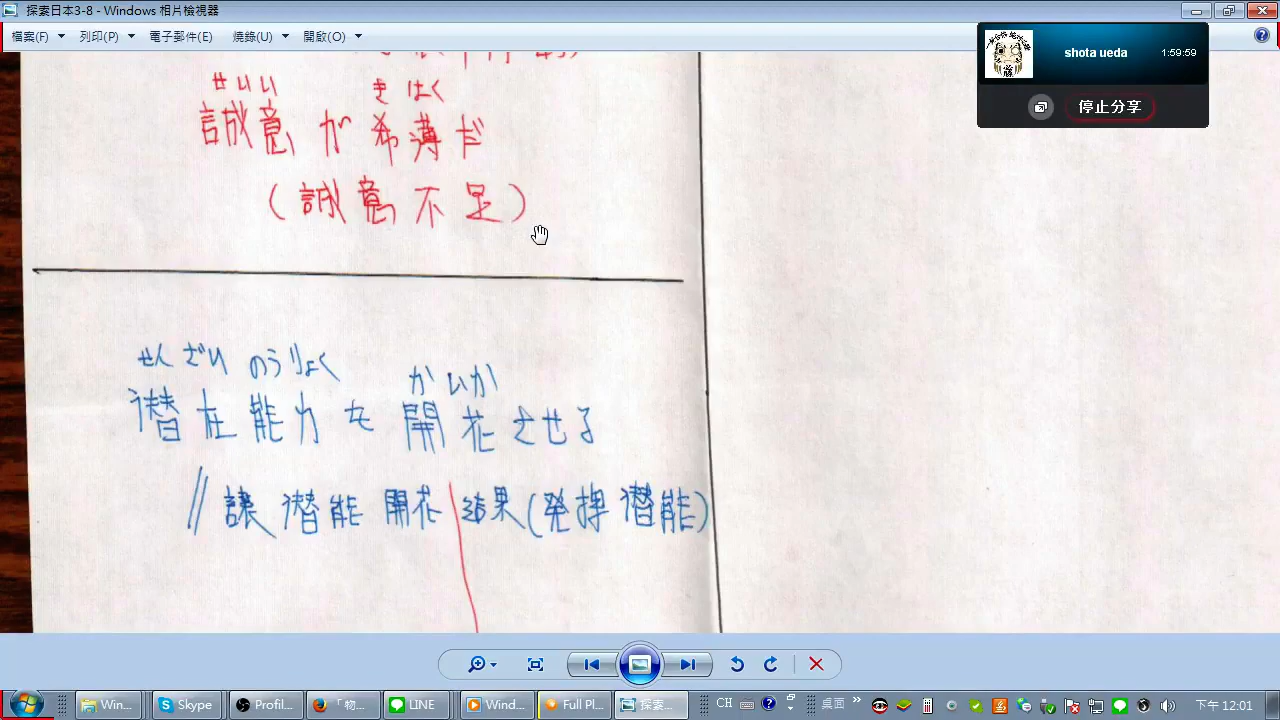 探索日本3-8 - Windows 相片檢視器
檔案(F) 列印(P) 電子郵件(E) 燒錄(U) 開啟(O)
shota ueda 1:59:59
停止分享
せいい きはく
誠意が希薄だ
(誠意不足)
せんざい のうりょく かいか
潜在能力を開花させる
//讓潜能開花結果(発揮潜能)
Win... Skype Profil... 「物... LINE Wind... Full Pl... 探索... CH 桌面 » 下午 12:01